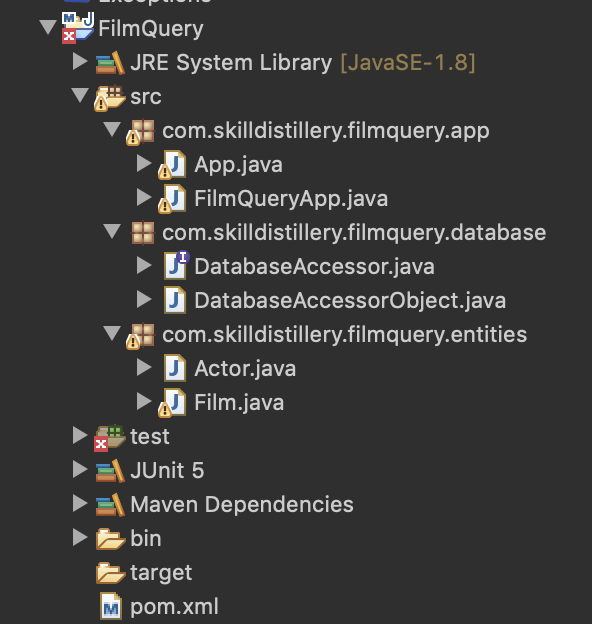 FilmQuery
JRE System Library [JavaSE-1.8]
src
com.skilldistillery.filmquery.app
App.java
FilmQueryApp.java
com.skilldistillery.filmquery.database
DatabaseAccessor.java
DatabaseAccessorObject.java
com.skilldistillery.filmquery.entities
Actor.java
Film.java
test
JUnit 5
Maven Dependencies
bin
target
pom.xml